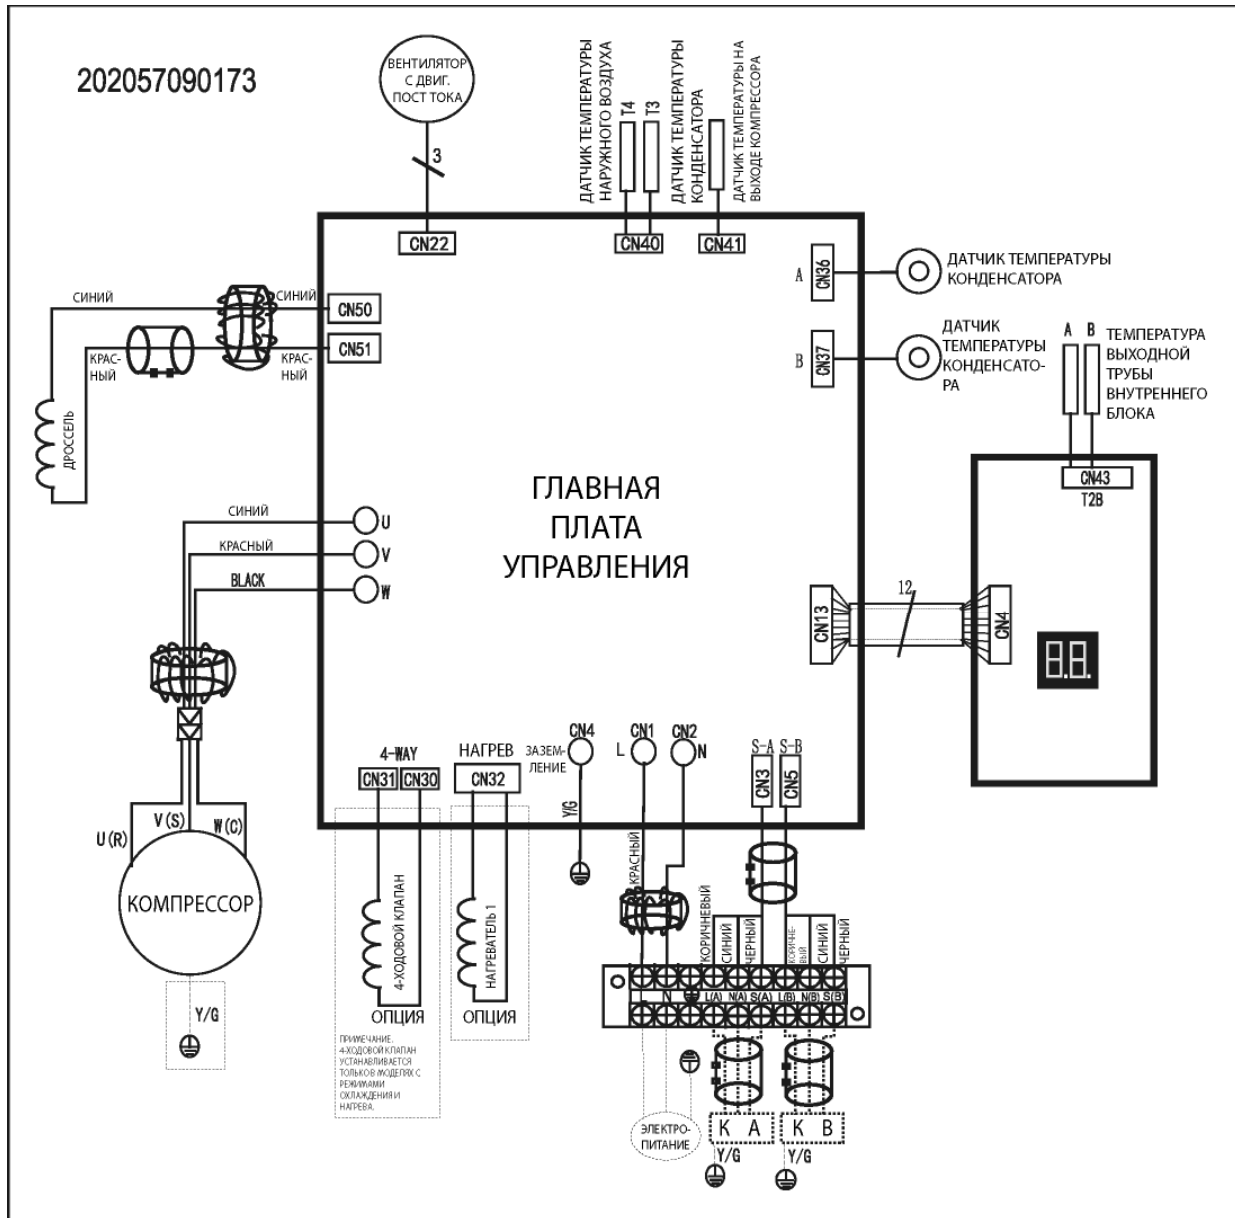 202057090173
ВЕНТИЛЯТОР
С ДВИГ.
ПОСТ ТОКА
3
ДАТЧИК ТЕМПЕРАТУРЫ
НАРУЖНОГО ВОЗДУХА
T4
T3
ДАТЧИК ТЕМПЕРАТУРЫ
КОНДЕНСАТОРА
ДАТЧИК ТЕМПЕРАТУРЫ НА
ВЫХОДЕ КОМПРЕССОРА
CN22
CN40
CN41
A
CN36
ДАТЧИК ТЕМПЕРАТУРЫ
КОНДЕНСАТОРА
B
CN37
ДАТЧИК
ТЕМПЕРАТУРЫ
КОНДЕНСАТО-
РА
A B
ТЕМПЕРАТУРА
ВЫХОДНОЙ
ТРУБЫ
ВНУТРЕННЕГО
БЛОКА
CN43
T2B
СИНИЙ
СИНИЙ
CN50
КРАС-
НЫЙ
КРАС-
НЫЙ
CN51
ДРОССЕЛЬ
ГЛАВНАЯ
ПЛАТА
УПРАВЛЕНИЯ
СИНИЙ
U
КРАСНЫЙ
V
BLACK
W
CN13
12
CN4
8.8.
U(R)
V(S)
W(C)
КОМПРЕССОР
Y/G
4-WAY
CN31
CN30
4-ХОДОВОЙ КЛАПАН
ОПЦИЯ
ПРИМЕЧАНИЕ.
4-ХОДОВОЙ КЛАПАН
УСТАНАВЛИВАЕТСЯ
ТОЛЬКО В МОДЕЛЯХ С
РЕЖИМАМИ
ОХЛАЖДЕНИЯ И
НАГРЕВА.
НАГРЕВ
CN32
НАГРЕВАТЕЛЬ 1
ОПЦИЯ
ЗАЗЕМ-
ЛЕНИЕ
CN4
Y/G
CN1
L
CN2
N
КРАСНЫЙ
S-A S-B
CN3
CN5
КОРИЧНЕВЫЙ
СИНИЙ
ЧЕРНЫЙ
КОРИЧНЕ-
ВЫЙ
СИНИЙ
ЧЕРНЫЙ
N L(A) N(A) S(A) L(B) N(B) S(B)
ЭЛЕКТРО-
ПИТАНИЕ
К А
К В
Y/G
Y/G